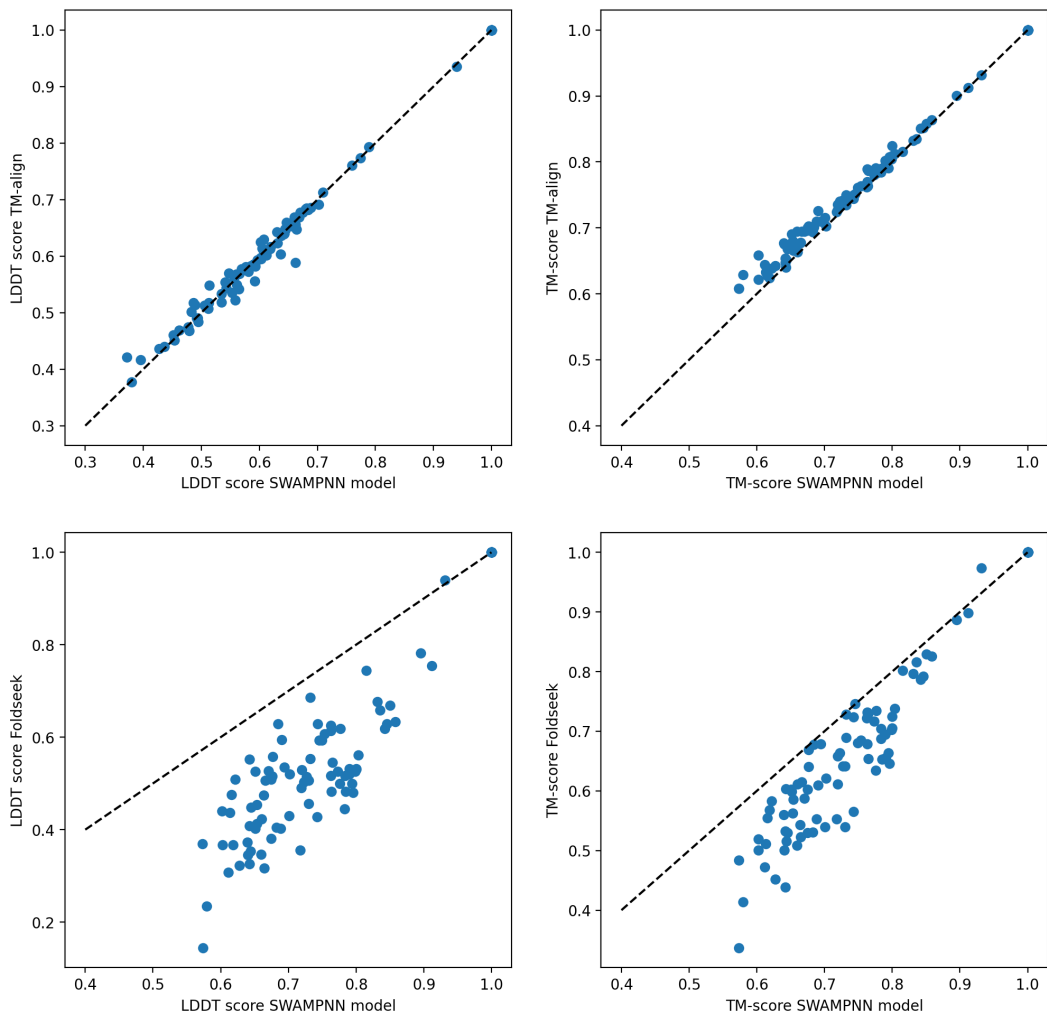 1.0
0.9
0.8
0.7
0.6
0.5
0.4
0.3
LDDT score TM-align
0.3 0.4 0.5 0.6 0.7 0.8 0.9 1.0
LDDT score SWAMPNN model
1.0
0.9
0.8
0.7
0.6
0.5
0.4
TM-score TM-align
0.4 0.5 0.6 0.7 0.8 0.9 1.0
TM-score SWAMPNN model
1.0
0.8
0.6
0.4
0.2
LDDT score Foldseek
0.4 0.5 0.6 0.7 0.8 0.9 1.0
LDDT score SWAMPNN model
1.0
0.9
0.8
0.7
0.6
0.5
0.4
TM-score Foldseek
0.4 0.5 0.6 0.7 0.8 0.9 1.0
TM-score SWAMPNN model